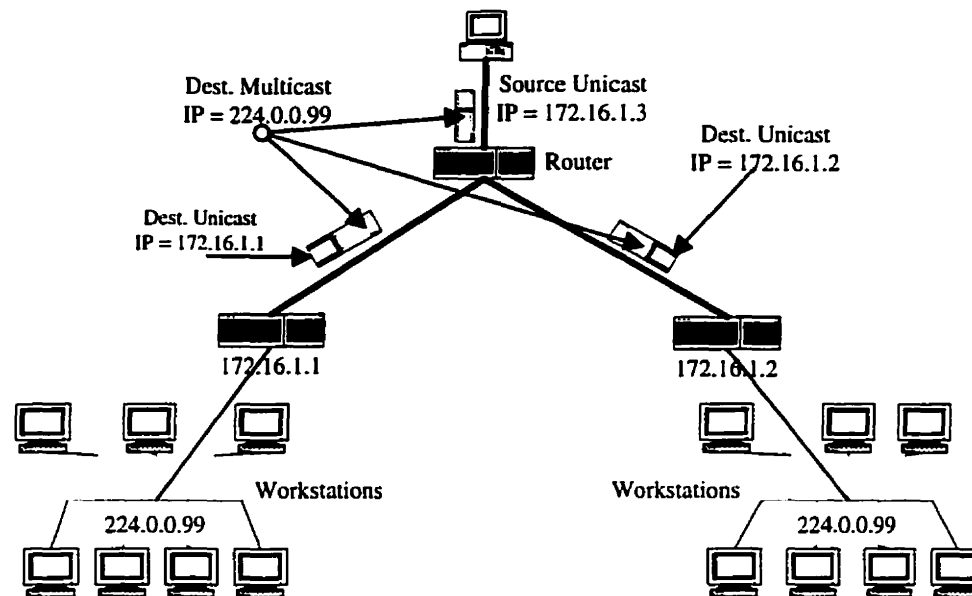 Dest. Multicast
IP = 224.0.0.99
Source Unicast
IP = 172.16.1.3
Dest. Unicast
IP = 172.16.1.2
Router
Dest. Unicast
IP = 172.16.1.1
172.16.1.1
172.16.1.2
Workstations
Workstations
224.0.0.99
224.0.0.99